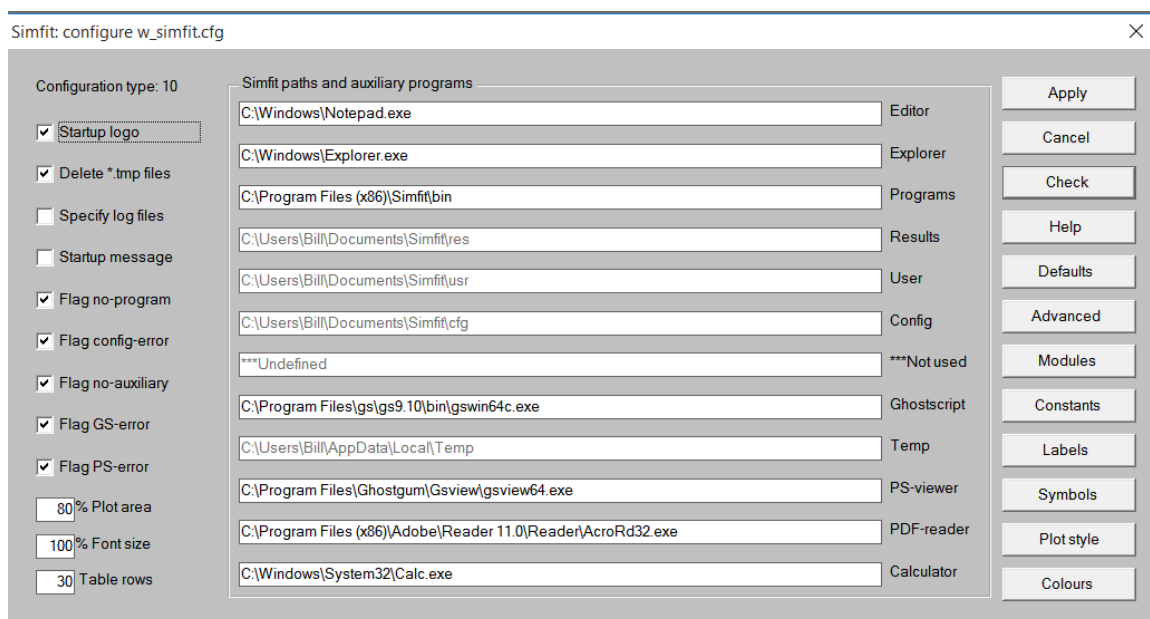 Simfit: configure w_simfit.cfg
Configuration type: 10
Startup logo
Delete *.tmp files
Specify log files
Startup message
Flag no-program
Flag config-error
Flag no-auxiliary
Flag GS-error
Flag PS-error
80 % Plot area
100 % Font size
30 Table rows
Simfit paths and auxiliary programs
C:\Windows\Notepad.exe Editor
C:\Windows\Explorer.exe Explorer
C:\Program Files (x86)\Simfit\bin Programs
C:\Users\Bill\Documents\Simfit\res Results
C:\Users\Bill\Documents\Simfit\usr User
C:\Users\Bill\Documents\Simfit\cfg Config
***Undefined ***Not used
C:\Program Files\gs\gs9.10\bin\gswin64c.exe Ghostscript
C:\Users\Bill\AppData\Local\Temp Temp
C:\Program Files\Ghostgum\Gsview\gsview64.exe PS-viewer
C:\Program Files (x86)\Adobe\Reader 11.0\Reader\AcroRd32.exe PDF-reader
C:\Windows\System32\Calc.exe Calculator
Apply
Cancel
Check
Help
Defaults
Advanced
Modules
Constants
Labels
Symbols
Plot style
Colours